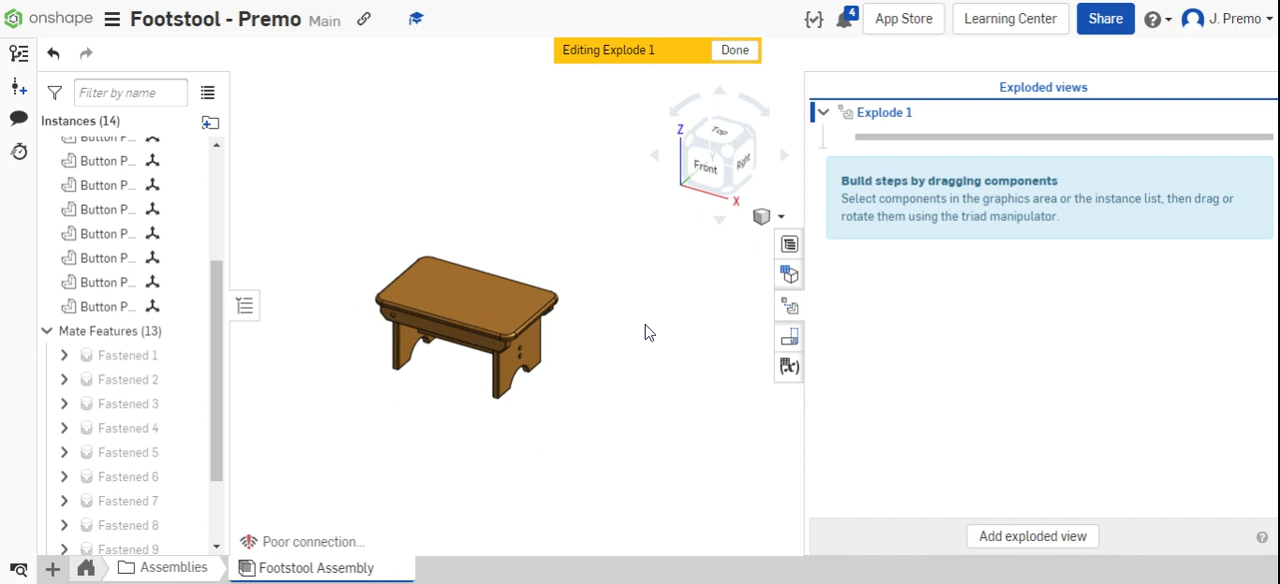 onshape
Footstool - Premo Main
4
App Store
Learning Center
Share
J. Premo
Editing Explode 1
Done
Filter by name
Instances (14)
Button P...
Button P...
Button P...
Button P...
Button P...
Button P...
Button P...
Button P...
Mate Features (13)
Fastened 1
Fastened 2
Fastened 3
Fastened 4
Fastened 5
Fastened 6
Fastened 7
Fastened 8
Fastened 9
Z
Top
Front
Right
X
Exploded views
Explode 1
Build steps by dragging components
Select components in the graphics area or the instance list, then drag or
rotate them using the triad manipulator.
Add exploded view
Poor connection...
Assemblies
Footstool Assembly